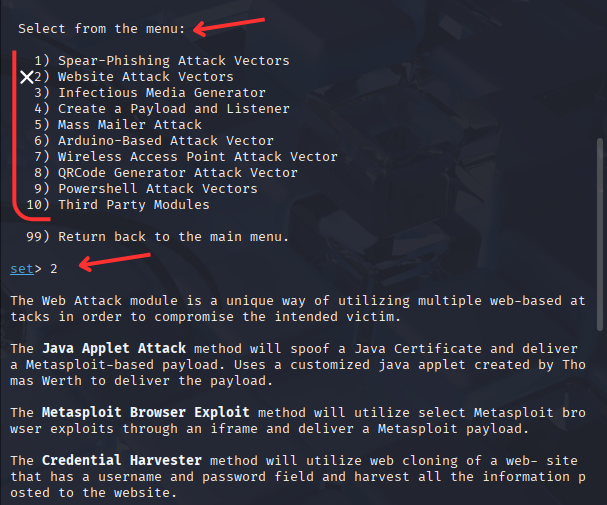 Select from the menu:
1) Spear-Phishing Attack Vectors
2) Website Attack Vectors
3) Infectious Media Generator
4) Create a Payload and Listener
5) Mass Mailer Attack
6) Arduino-Based Attack Vector
7) Wireless Access Point Attack Vector
8) QRCode Generator Attack Vector
9) Powershell Attack Vectors
10) Third Party Modules
99) Return back to the main menu.
set> 2
The Web Attack module is a unique way of utilizing multiple web-based at
tacks in order to compromise the intended victim.
The Java Applet Attack method will spoof a Java Certificate and deliver
a Metasploit-based payload. Uses a customized java applet created by Tho
mas Werth to deliver the payload.
The Metasploit Browser Exploit method will utilize select Metasploit bro
wser exploits through an iframe and deliver a Metasploit payload.
The Credential Harvester method will utilize web cloning of a web- site
that has a username and password field and harvest all the information p
osted to the website.